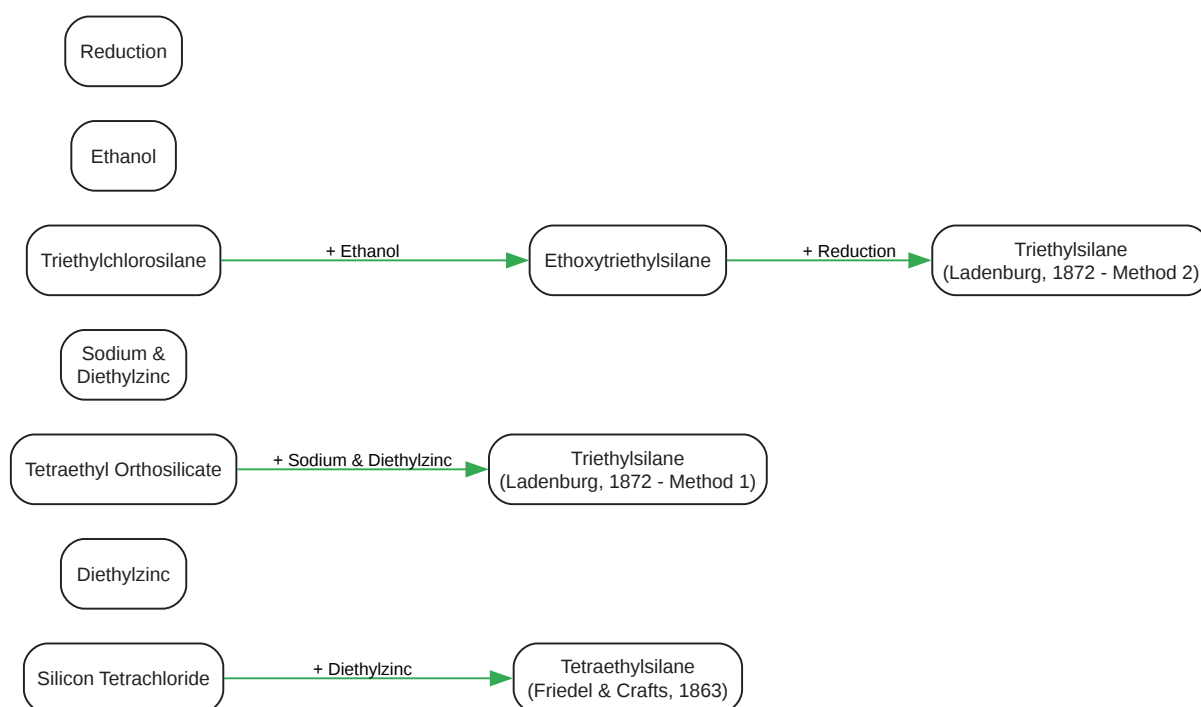 Reduction
Ethanol
Triethylchlorosilane
+ Ethanol
Ethoxytriethylsilane
+ Reduction
Triethylsilane
(Ladenburg, 1872 - Method 2)
Sodium &
Diethylzinc
Tetraethyl Orthosilicate
+ Sodium & Diethylzinc
Triethylsilane
(Ladenburg, 1872 - Method 1)
Diethylzinc
Silicon Tetrachloride
+ Diethylzinc
Tetraethylsilane
(Friedel & Crafts, 1863)